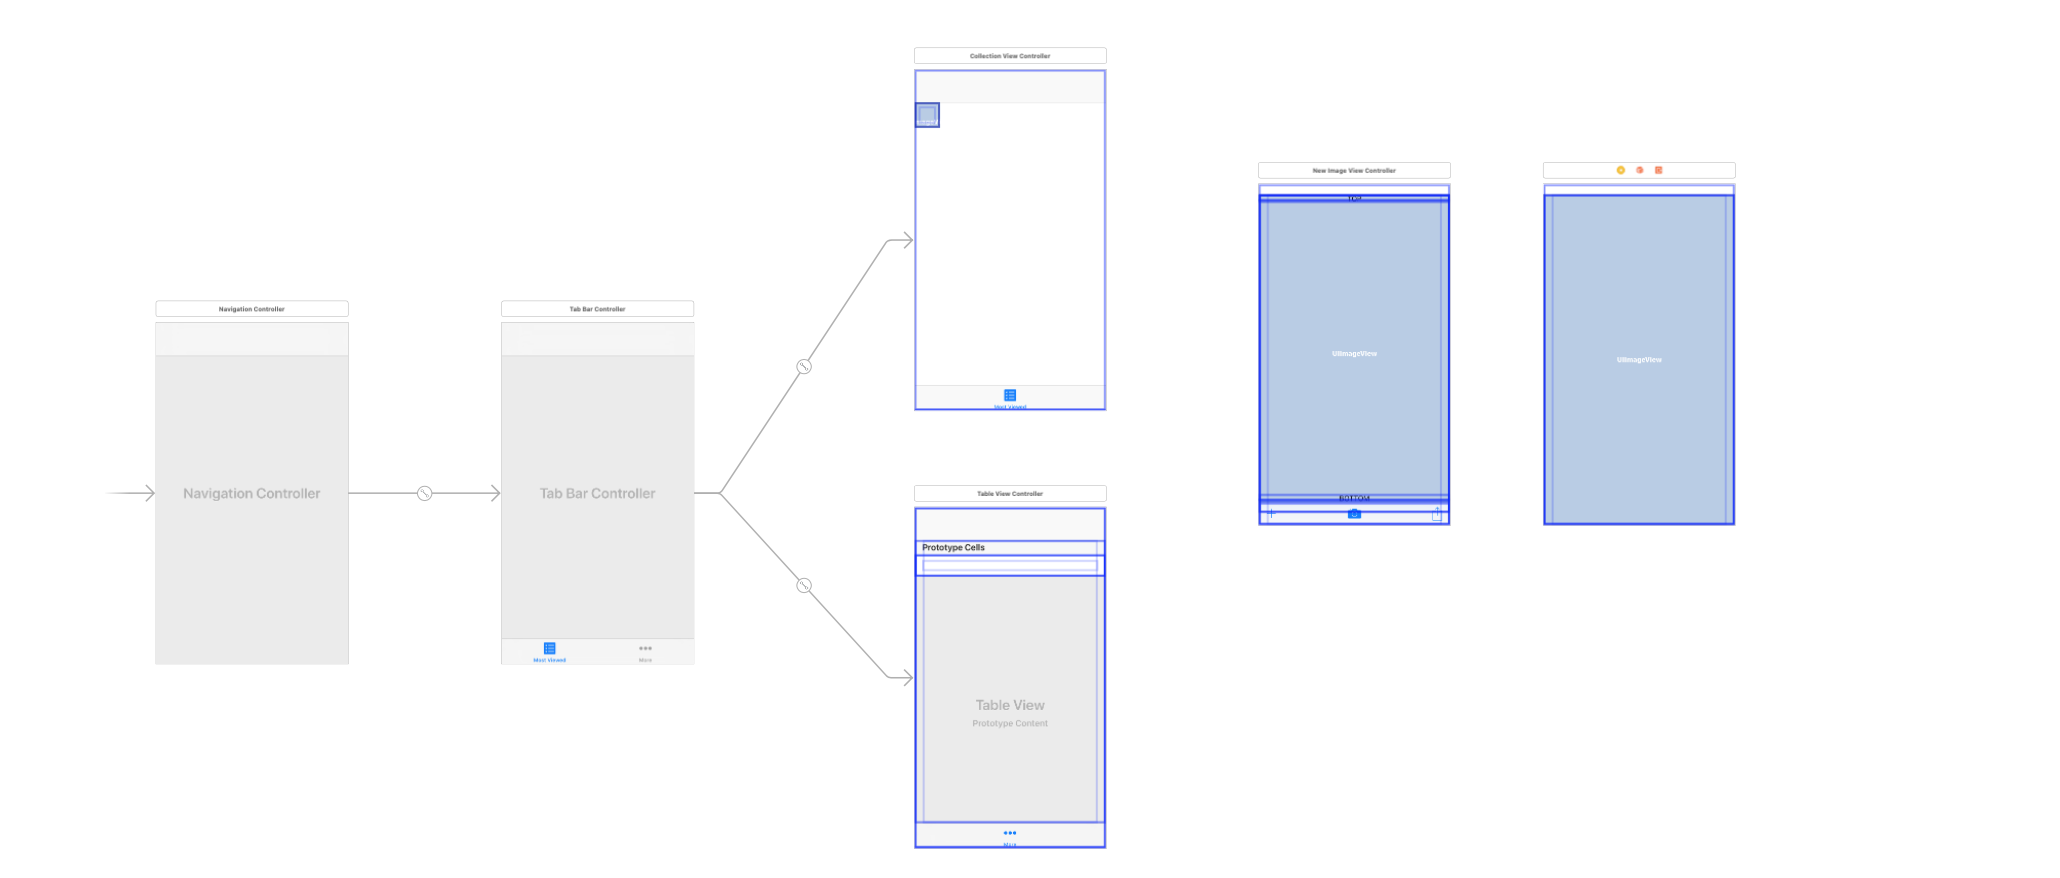 Collection View Controller
Most Viewed
New Image View Controller
TOP
UIImageView
BOTTOM
UIImageView
Navigation Controller
Navigation Controller
Tab Bar Controller
Tab Bar Controller
Most Viewed
More
Table View Controller
Prototype Cells
Table View
Prototype Content
More